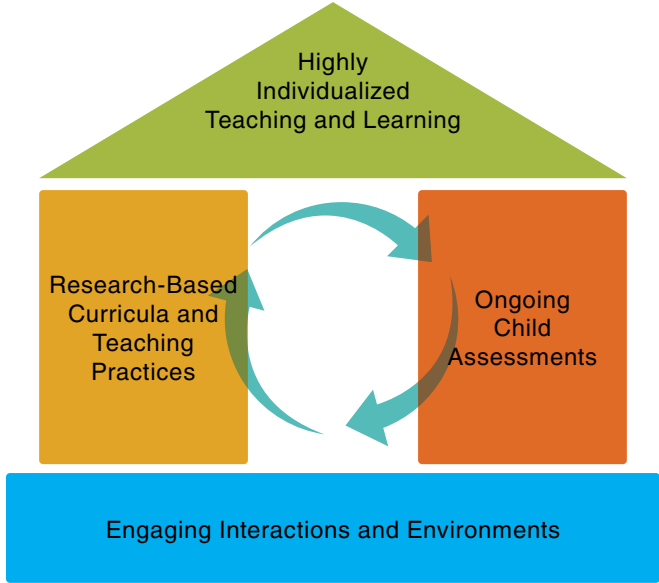 Highly
Individualized
Teaching and Learning
Research-Based
Curricula and
Teaching
Practices
Ongoing
Child
Assessments
Engaging Interactions and Environments